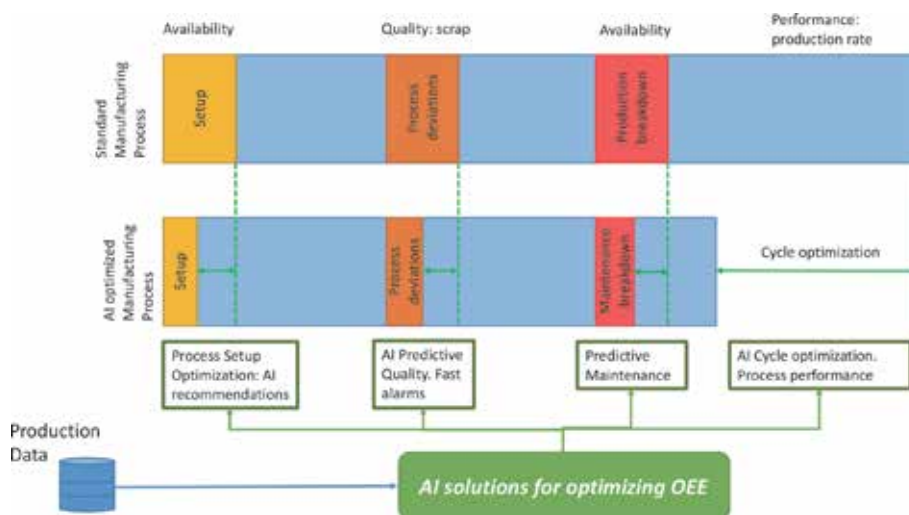 Availability
Quality: scrap
Availability
Performance:
production rate
Standard
Manufacturing
Process
Setup
Process
deviations
Production
breakdown
AI optimized
Manufacturing
Process
Setup
Process
deviations
Maintenance
breakdown
Cycle optimization
Process Setup
Optimization: AI
recommendations
AI Predictive
Quality. Fast
alarms
Predictive
Maintenance
AI Cycle optimization.
Process performance
Production
Data
AI solutions for optimizing OEE